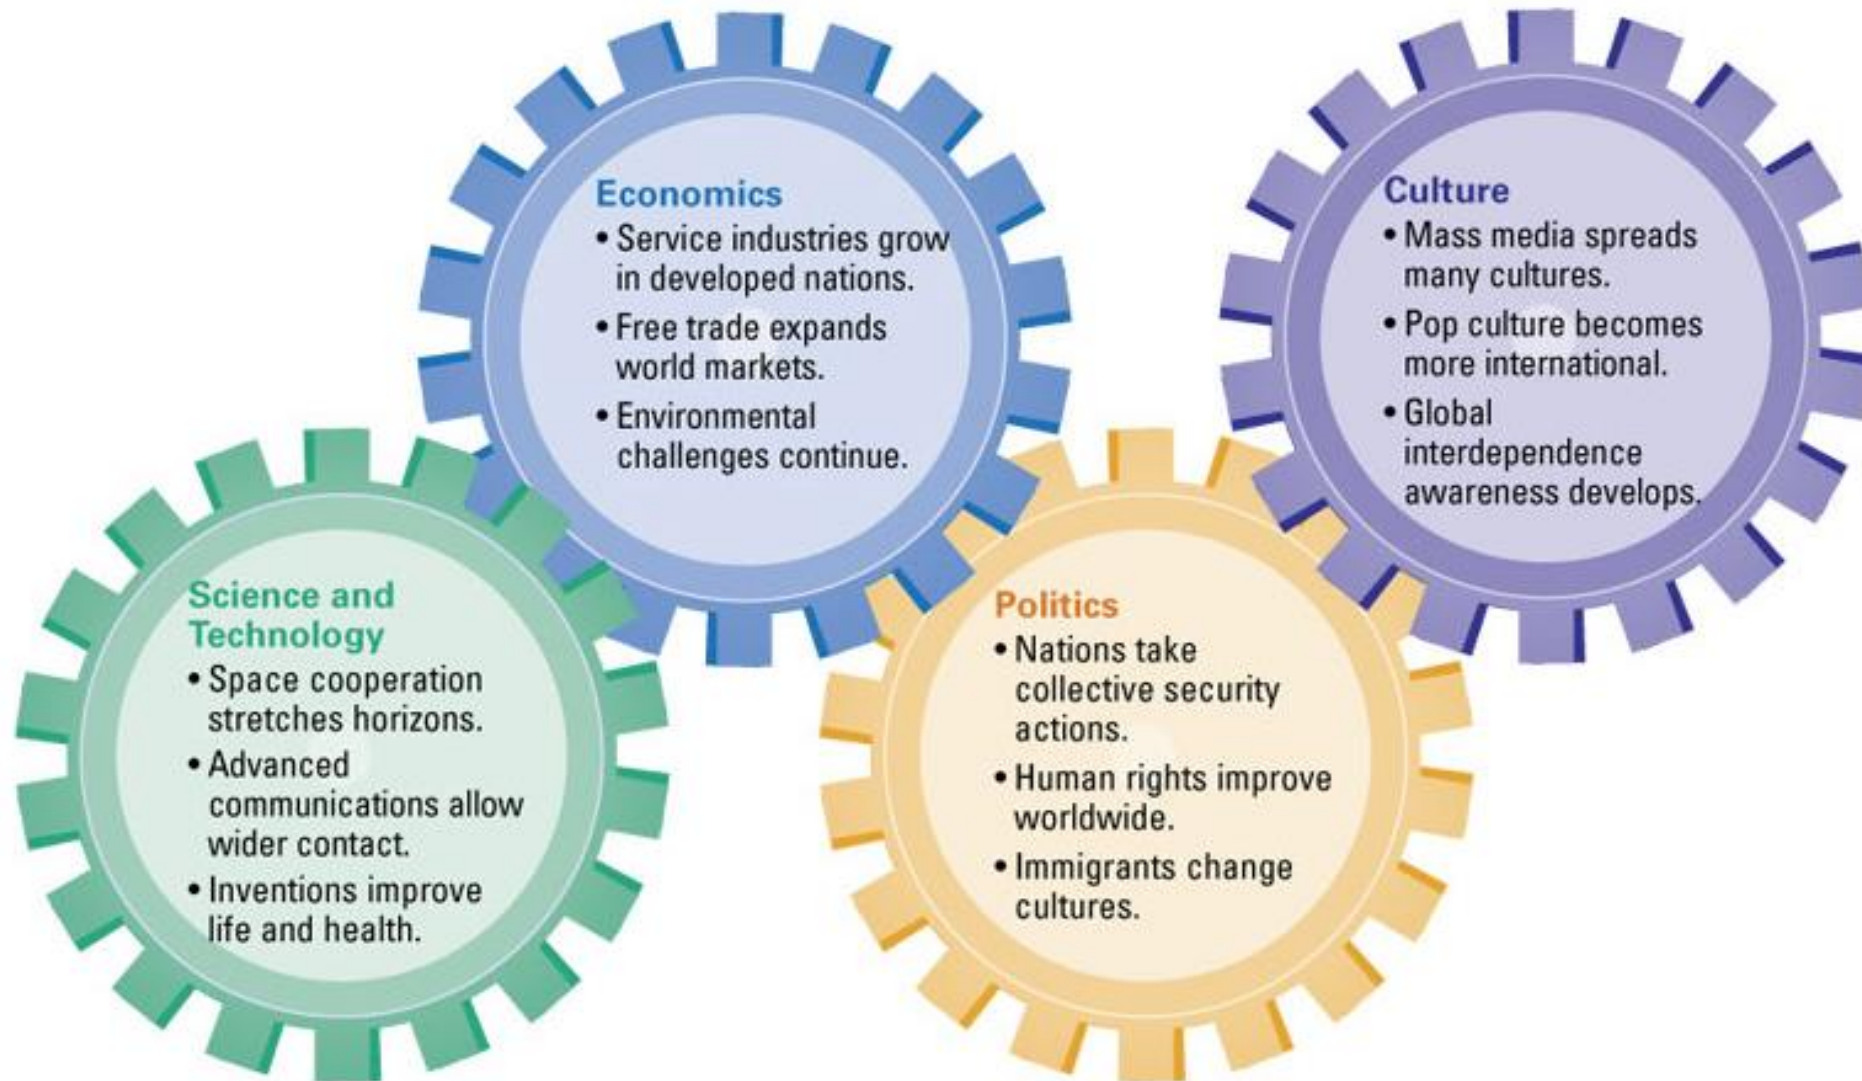 Economics
• Service industries grow
in developed nations.
• Free trade expands
world markets.
• Environmental
challenges continue.
Culture
• Mass media spreads
many cultures.
• Pop culture becomes
more international.
• Global
interdependence
awareness develops.
Science and
Technology
• Space cooperation
stretches horizons.
• Advanced
communications allow
wider contact.
• Inventions improve
life and health.
Politics
• Nations take
collective security
actions.
• Human rights improve
worldwide.
• Immigrants change
cultures.